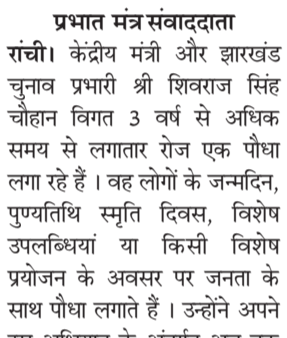 प्रभात मंत्र संवाददाता
रांची। केंद्रीय मंत्री और झारखंड
चुनाव प्रभारी श्री शिवराज सिंह
चौहान विगत 3 वर्ष से अधिक
समय से लगातार रोज एक पौधा
लगा रहे हैं । वह लोगों के जन्मदिन,
पुण्यतिथि स्मृति दिवस, विशेष
उपलब्धियां या किसी विशेष
प्रयोजन के अवसर पर जनता के
साथ पौधा लगाते हैं । उन्होंने अपने